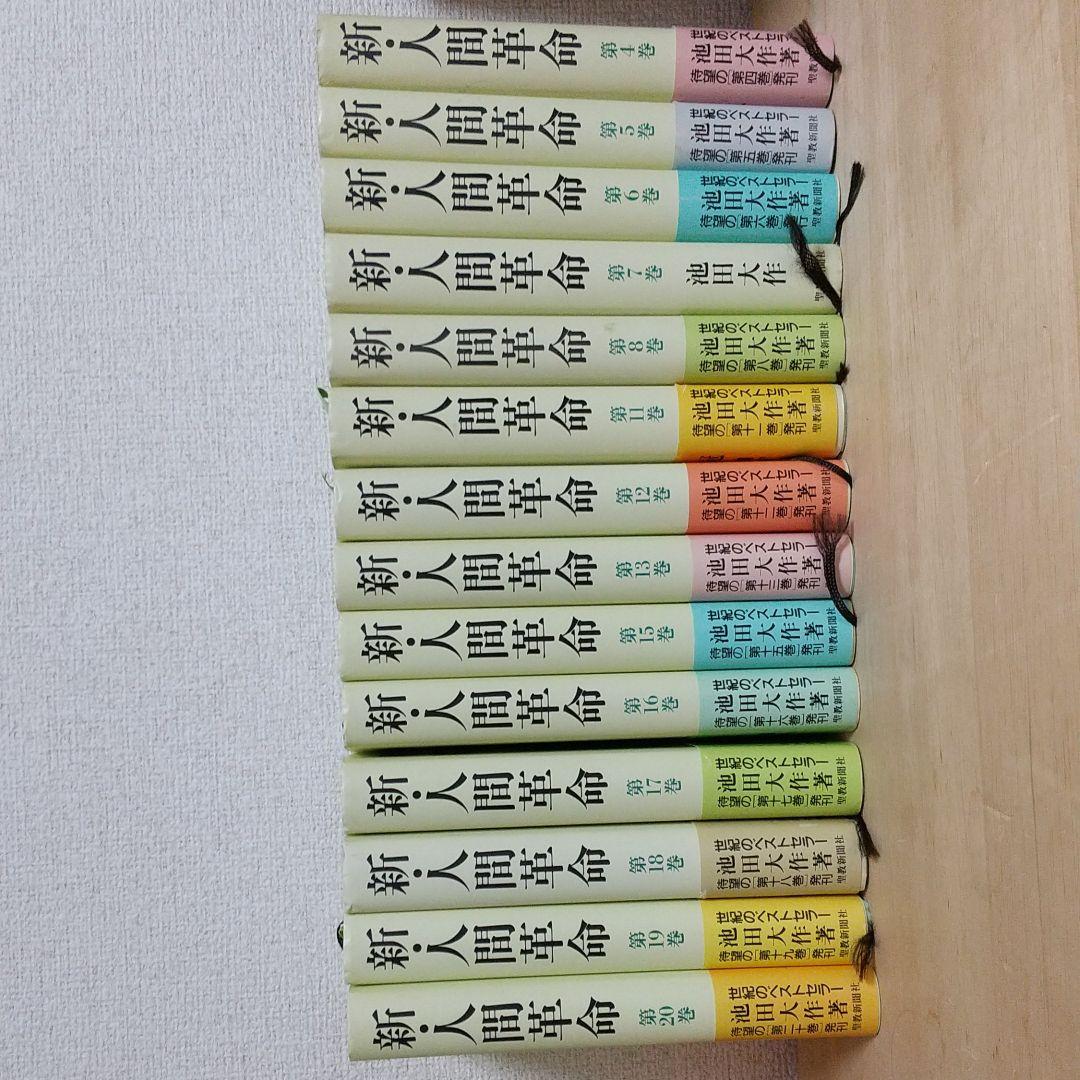 新・人間革命 第4巻
世紀のベストセラー
池田大作著
待望の「第四巻」発刊
聖教
新・人間革命 第5巻
世紀のベストセラー
池田大作著
待望の「第五巻」発刊
聖教新聞社
新・人間革命 第6巻
世紀のベストセラー
池田大作著
待望の「第六巻」発刊
聖教新聞社
新・人間革命 第7巻
池田大作
聖 新聞社
新・人間革命 第8巻
世紀のベストセラー
池田大作著
待望の「第八巻」発刊
聖教新聞社
新・人間革命 第11巻
世紀のベストセラー
池田大作著
待望の「第十一巻」発刊
聖教新聞社
新・人間革命 第12巻
世紀のベストセラー
池田大作著
待望の「第十二巻」発刊
聖教新聞社
新・人間革命 第13巻
世紀のベストセラー
池田大作著
待望の「第十三巻」発刊
新・人間革命 第15巻
世紀のベストセラー
池田大作著
待望の「第十五巻」発刊
聖教新聞社
新・人間革命 第16巻
世紀のベストセラー
池田大作著
待望の「第十六巻」発刊
聖教新聞社
新・人間革命 第17巻
世紀のベストセラー
池田大作著
待望の「第十七巻」発刊
聖教新聞社
新・人間革命 第18巻
世紀のベストセラー
池田大作著
待望の「第十八巻」発刊
聖教新聞社
新・人間革命 第19巻
世紀のベストセラー
池田大作著
待望の「第十九巻」発刊
聖教新聞社
新・人間革命 第20巻
世紀のベストセラー
池田大作著
待望の「第二十巻」発刊
聖教新聞社